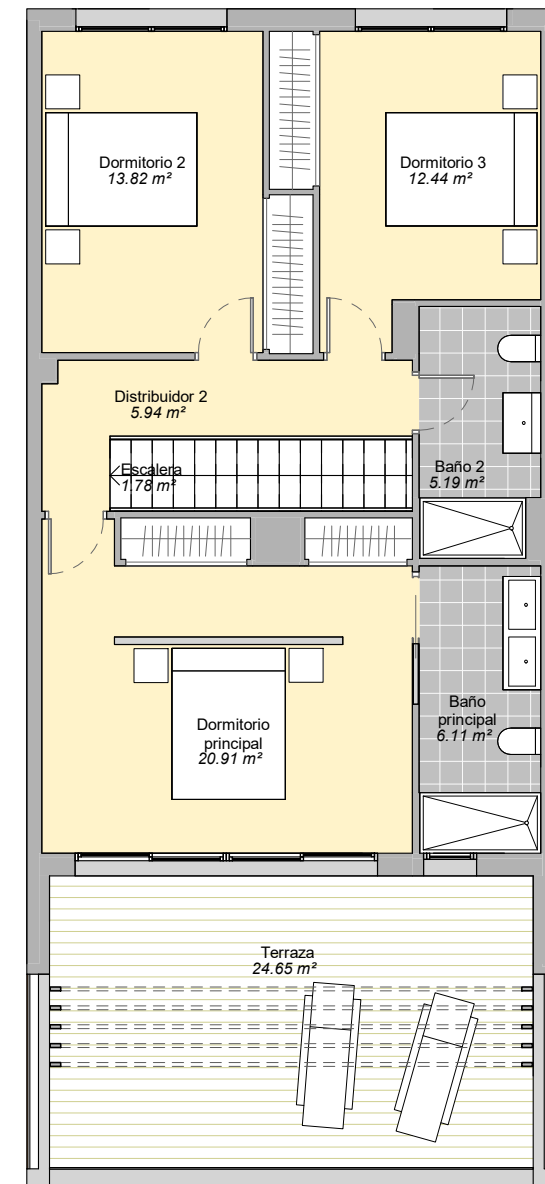 Dormitorio 2
13.82 m²
Dormitorio 3
12.44 m²
Distribuidor 2
5.94 m²
Escalera
1.78 m²
Baño 2
5.19 m²
Baño
principal
6.11 m²
Dormitorio
principal
20.91 m²
Terraza
24.65 m²